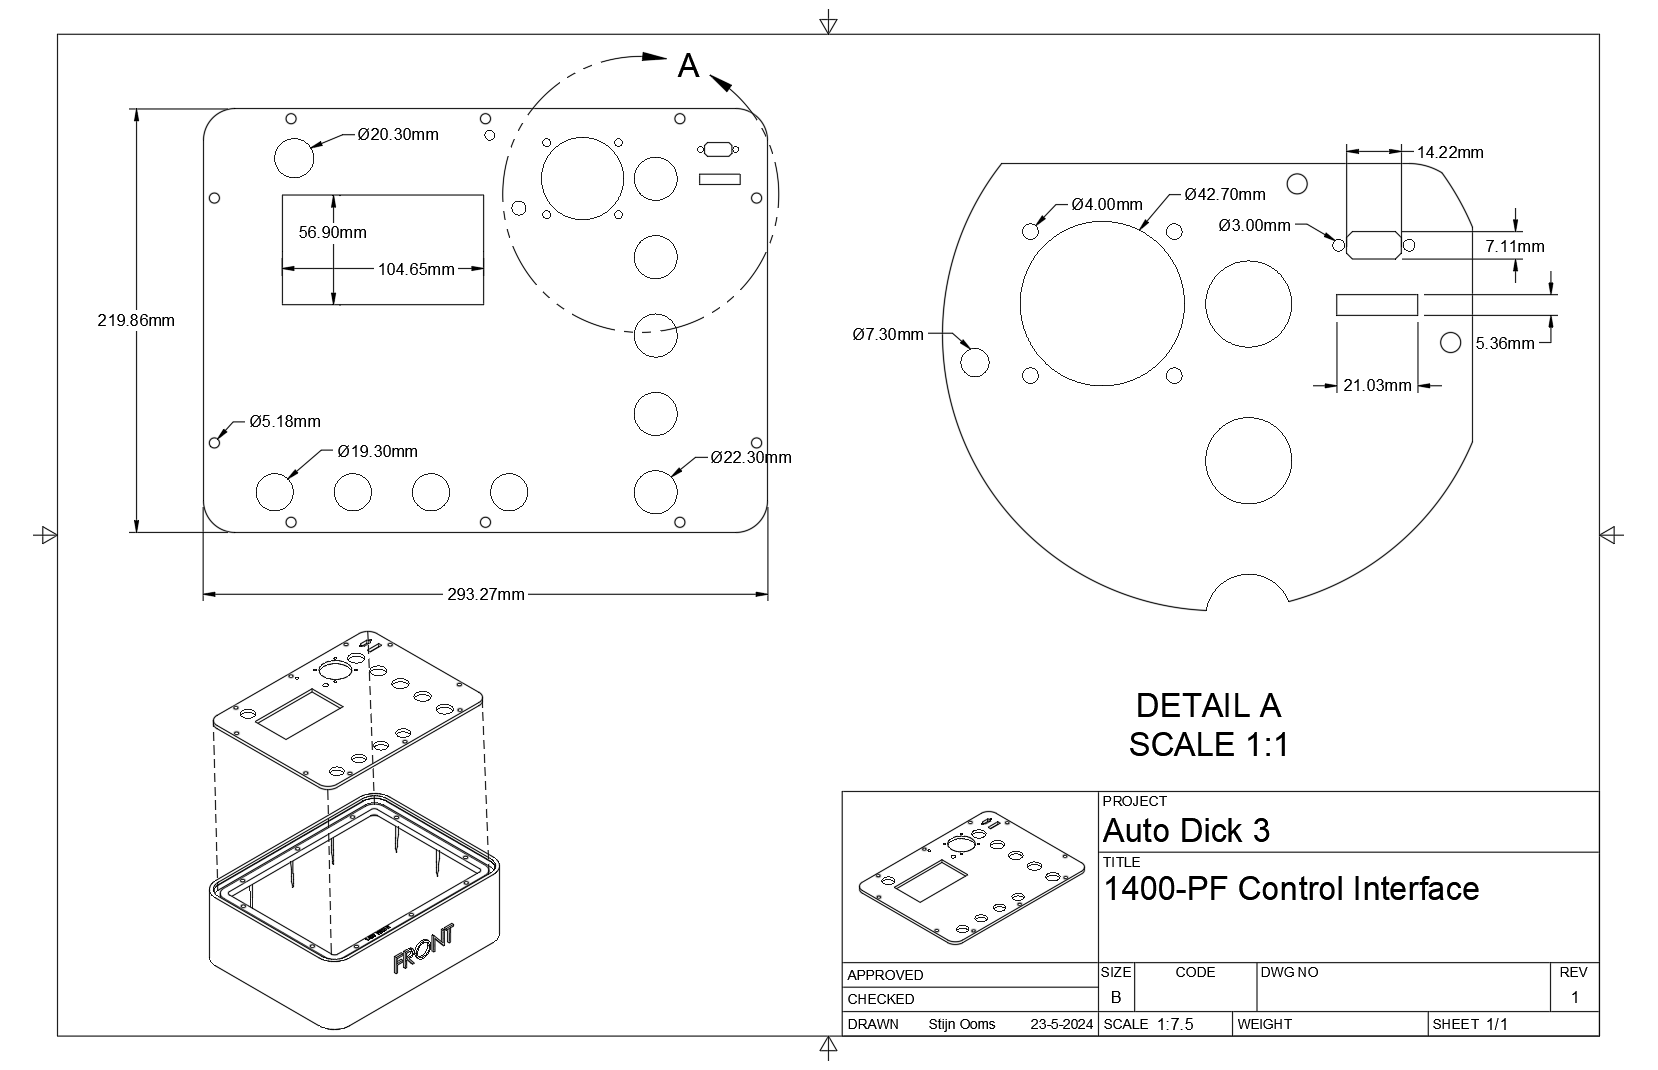 A
Ø20.30mm
56.90mm
104.65mm
219.86mm
Ø5.18mm
Ø19.30mm
Ø22.30mm
293.27mm
14.22mm
Ø42.70mm
Ø4.00mm
Ø3.00mm
7.11mm
Ø7.30mm
5.36mm
21.03mm
DETAIL A
SCALE 1:1
FRONT
PROJECT
Auto Dick 3
TITLE
1400-PF Control Interface
APPROVED
CHECKED
DRAWN Stijn Ooms 23-5-2024
SIZE
B
CODE
DWG NO
REV
1
SCALE 1:7.5
WEIGHT
SHEET 1/1